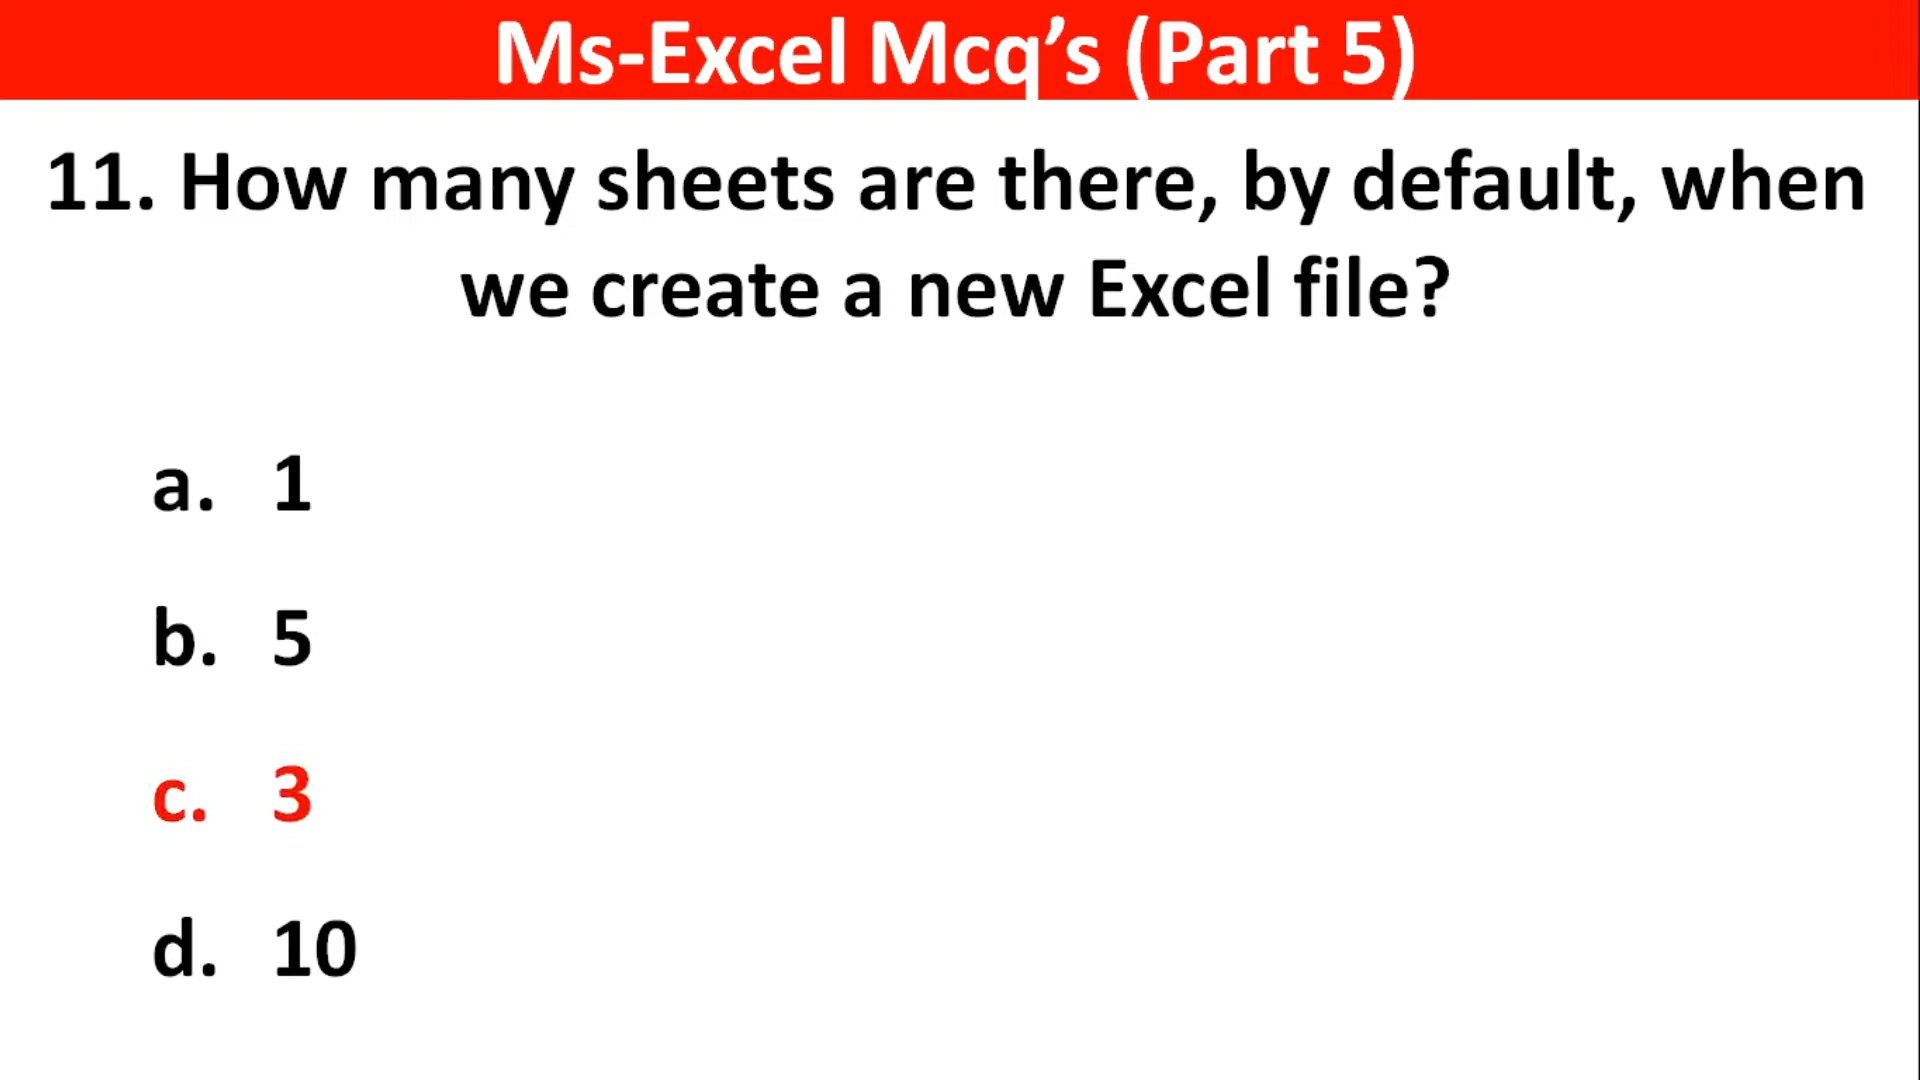 Ms-Excel Mcq’s (Part 5)
11. How many sheets are there, by default, when
we create a new Excel file?
a. 1
b. 5
c. 3
d. 10